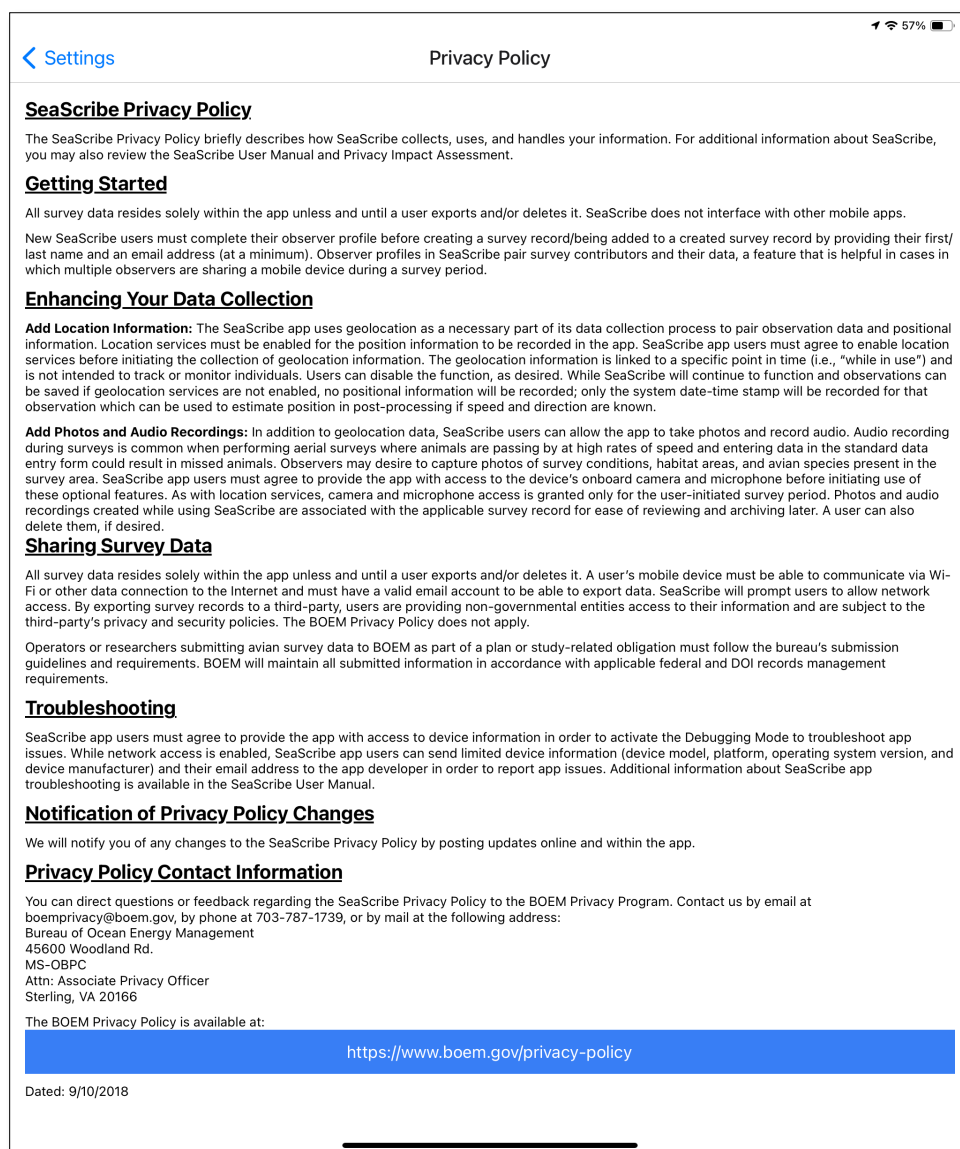 57%
Settings
Privacy Policy
SeaScribe Privacy Policy
The SeaScribe Privacy Policy briefly describes how SeaScribe collects, uses, and handles your information. For additional information about SeaScribe,
you may also review the SeaScribe User Manual and Privacy Impact Assessment.
Getting Started
All survey data resides solely within the app unless and until a user exports and/or deletes it. SeaScribe does not interface with other mobile apps.
New SeaScribe users must complete their observer profile before creating a survey record/being added to a created survey record by providing their first/
last name and an email address (at a minimum). Observer profiles in SeaScribe pair survey contributors and their data, a feature that is helpful in cases in
which multiple observers are sharing a mobile device during a survey period.
Enhancing Your Data Collection
Add Location Information: The SeaScribe app uses geolocation as a necessary part of its data collection process to pair observation data and positional
information. Location services must be enabled for the position information to be recorded in the app. SeaScribe app users must agree to enable location
services before initiating the collection of geolocation information. The geolocation information is linked to a specific point in time (i.e., “while in use”) and
is not intended to track or monitor individuals. Users can disable the function, as desired. While SeaScribe will continue to function and observations can
be saved if geolocation services are not enabled, no positional information will be recorded; only the system date-time stamp will be recorded for that
observation which can be used to estimate position in post-processing if speed and direction are known.
Add Photos and Audio Recordings: In addition to geolocation data, SeaScribe users can allow the app to take photos and record audio. Audio recording
during surveys is common when performing aerial surveys where animals are passing by at high rates of speed and entering data in the standard data
entry form could result in missed animals. Observers may desire to capture photos of survey conditions, habitat areas, and avian species present in the
survey area. SeaScribe app users must agree to provide the app with access to the device’s onboard camera and microphone before initiating use of
these optional features. As with location services, camera and microphone access is granted only for the user-initiated survey period. Photos and audio
recordings created while using SeaScribe are associated with the applicable survey record for ease of reviewing and archiving later. A user can also
delete them, if desired.
Sharing Survey Data
All survey data resides solely within the app unless and until a user exports and/or deletes it. A user’s mobile device must be able to communicate via Wi-
Fi or other data connection to the Internet and must have a valid email account to be able to export data. SeaScribe will prompt users to allow network
access. By exporting survey records to a third-party, users are providing non-governmental entities access to their information and are subject to the
third-party’s privacy and security policies. The BOEM Privacy Policy does not apply.
Operators or researchers submitting avian survey data to BOEM as part of a plan or study-related obligation must follow the bureau’s submission
guidelines and requirements. BOEM will maintain all submitted information in accordance with applicable federal and DOI records management
requirements.
Troubleshooting
SeaScribe app users must agree to provide the app with access to device information in order to activate the Debugging Mode to troubleshoot app
issues. While network access is enabled, SeaScribe app users can send limited device information (device model, platform, operating system version, and
device manufacturer) and their email address to the app developer in order to report app issues. Additional information about SeaScribe app
troubleshooting is available in the SeaScribe User Manual.
Notification of Privacy Policy Changes
We will notify you of any changes to the SeaScribe Privacy Policy by posting updates online and within the app.
Privacy Policy Contact Information
You can direct questions or feedback regarding the SeaScribe Privacy Policy to the BOEM Privacy Program. Contact us by email at
boemprivacy@boem.gov, by phone at 703-787-1739, or by mail at the following address:
Bureau of Ocean Energy Management
45600 Woodland Rd.
MS-OBPC
Attn: Associate Privacy Officer
Sterling, VA 20166
The BOEM Privacy Policy is available at:
https://www.boem.gov/privacy-policy
Dated: 9/10/2018